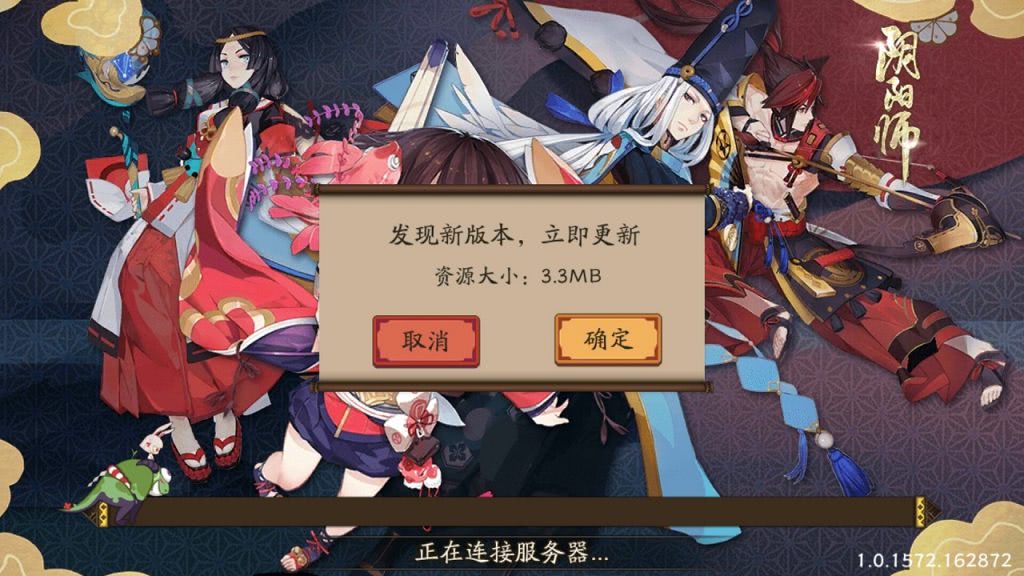 阴阳师
发现新版本，立即更新
资源大小：3.3MB
取消
确定
正在连接服务器...
1.0.1572.162872